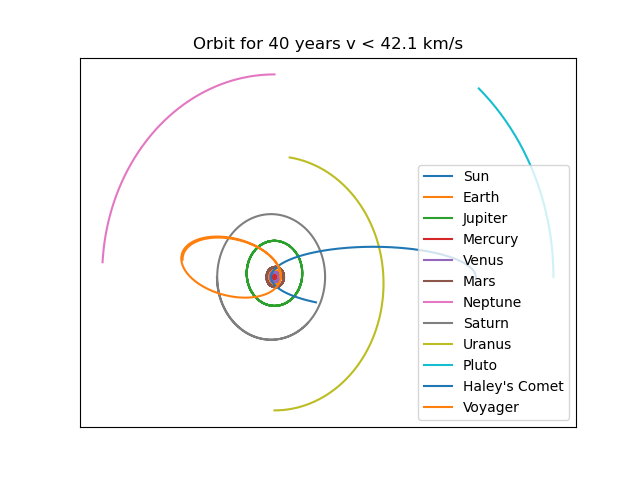 Orbit for 40 years v < 42.1 km/s
Sun
Earth
Jupiter
Mercury
Venus
Mars
Neptune
Saturn
Uranus
Pluto
Haley's Comet
Voyager